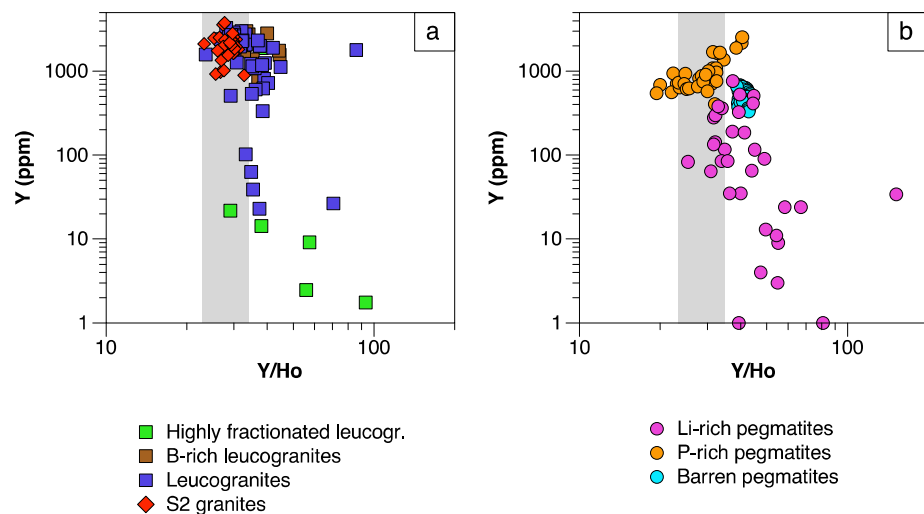 a
b
Y (ppm)
1000
100
10
1
10
100
Y/Ho
Y (ppm)
1000
100
10
1
10
100
Y/Ho
Highly fractionated leucogr.
B-rich leucogranites
Leucogranites
S2 granites
Li-rich pegmatites
P-rich pegmatites
Barren pegmatites